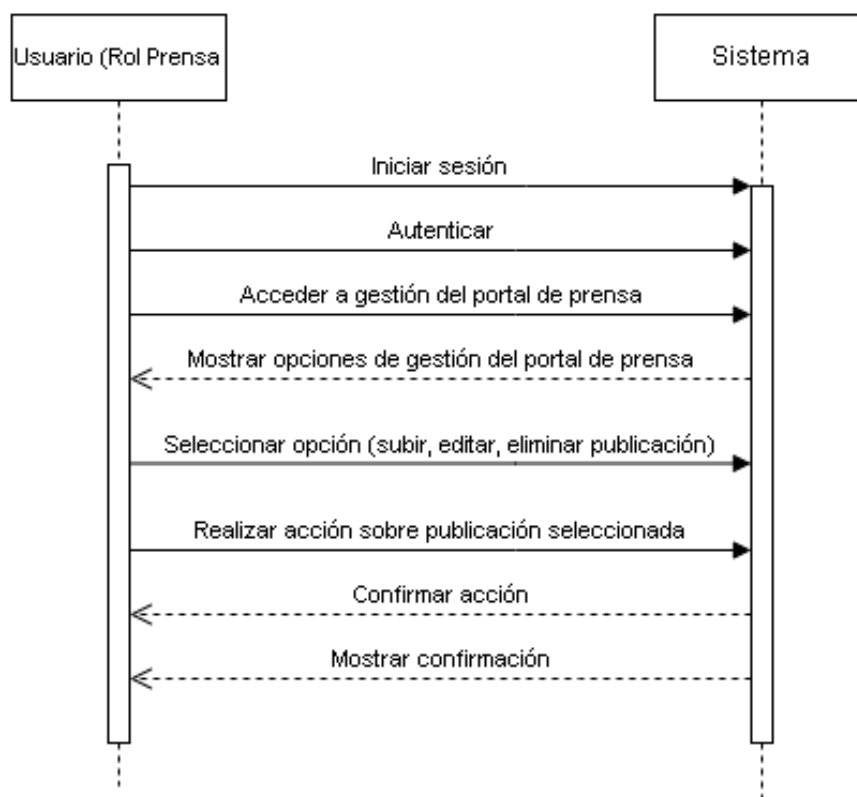 Usuario (Rol Prensa
Sistema
Iniciar sesión
Autenticar
Acceder a gestión del portal de prensa
Mostrar opciones de gestión del portal de prensa
Seleccionar opción (subir, editar, eliminar publicación)
Realizar acción sobre publicación seleccionada
Confirmar acción
Mostrar confirmación